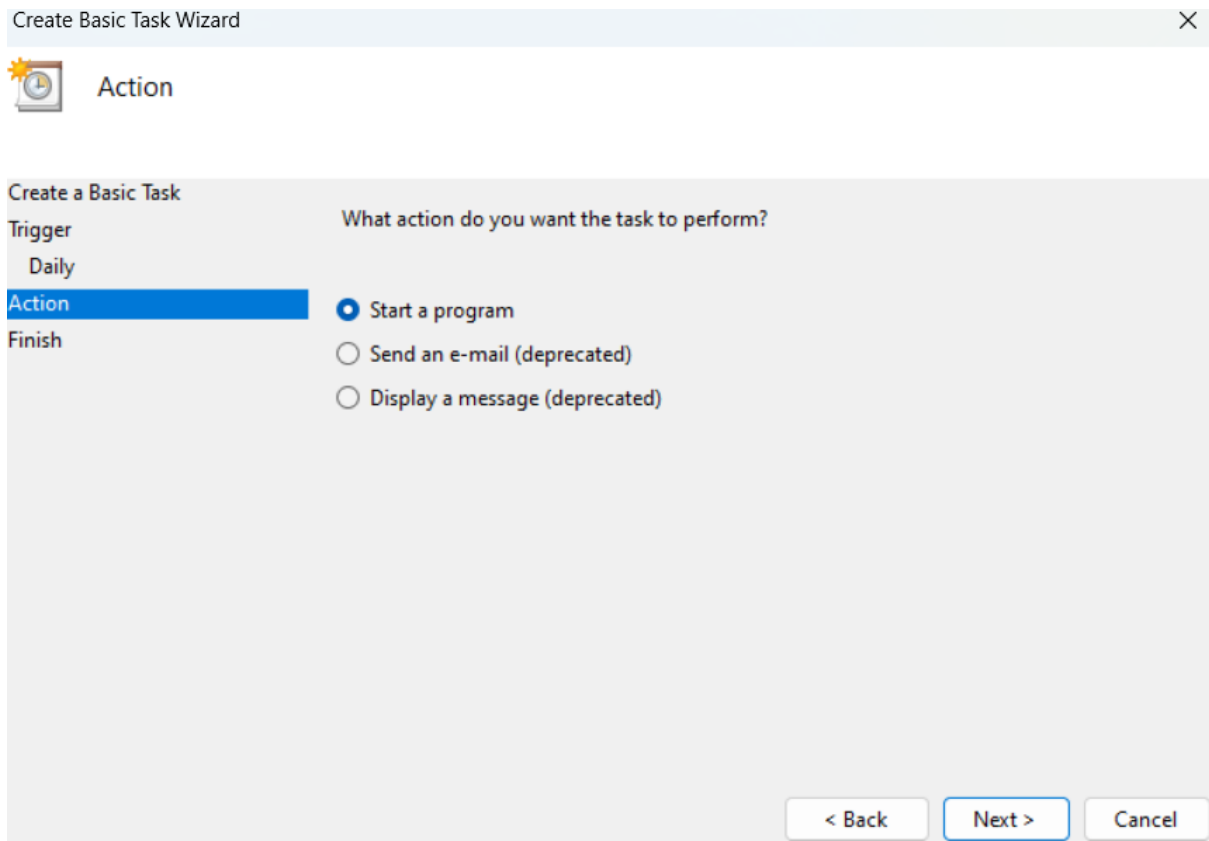 Create Basic Task Wizard
Action
Create a Basic Task
Trigger
Daily
Action
Finish
What action do you want the task to perform?
Start a program
Send an e-mail (deprecated)
Display a message (deprecated)
< Back
Next >
Cancel